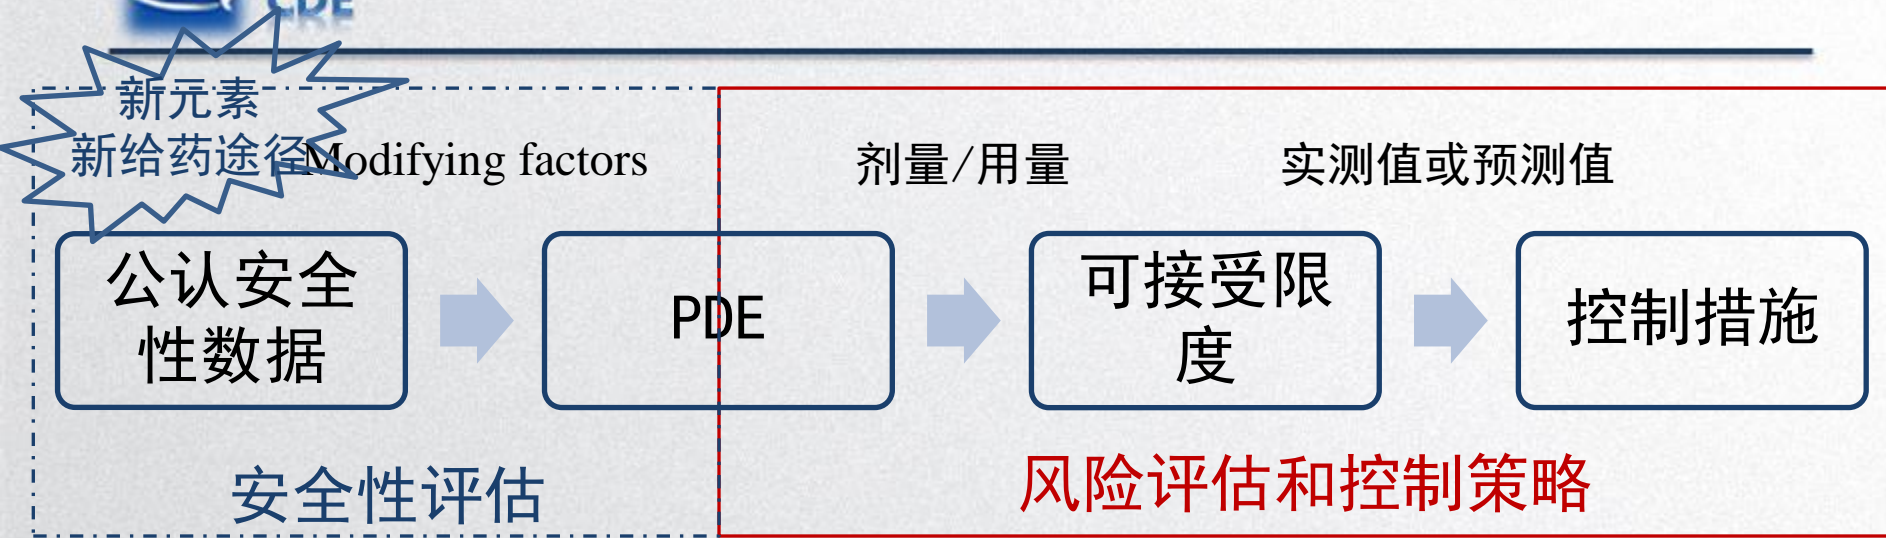 CDE
新元素
新给药途径
Modifying factors
剂量/用量
实测值或预测值
公认安全
性数据
PDE
可接受限
度
控制措施
安全性评估
风险评估和控制策略